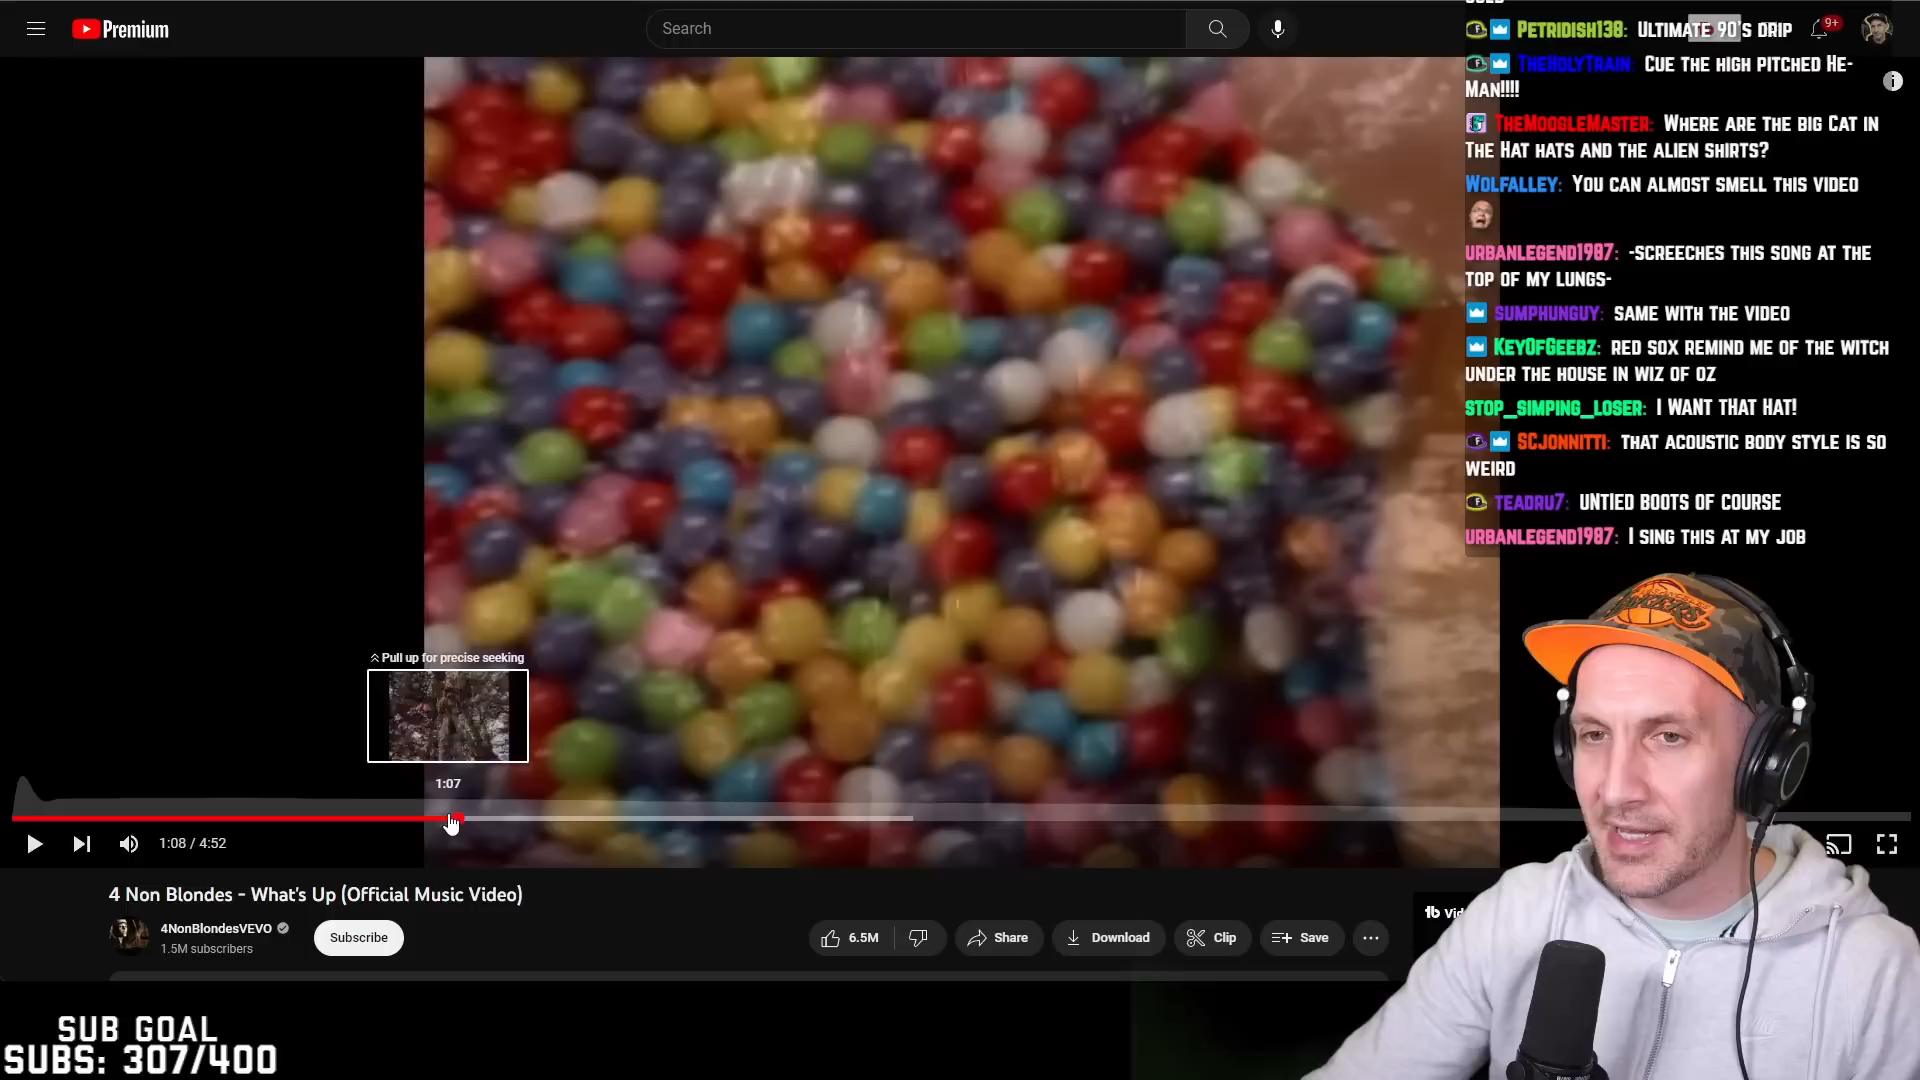 Premium
Search
9+
Petridish138: Ultimate 90's drip
TheHolyTrain: Cue the high pitched He-
Man!!!!
TheMoogleMaster: Where are the big Cat in
The Hat hats and the alien shirts?
Wolfalley: You can almost smell this video
urbanlegend1987: -screeches this song at the
top of my lungs-
sumphunguy: same with the video
KeyOfGeebz: red sox remind me of the witch
under the house in wiz of oz
stop_simping_loser: I want that hat!
SCJonnitti: that acoustic body style is so
weird
teadru7: untied boots of course
urbanlegend1987: I sing this at my job
Pull up for precise seeking
1:07
1:08 / 4:52
4 Non Blondes - What's Up (Official Music Video)
4NonBlondesVEVO
1.5M subscribers
Subscribe
6.5M
Share
Download
Clip
Save
SUB GOAL
SUBS: 307/400